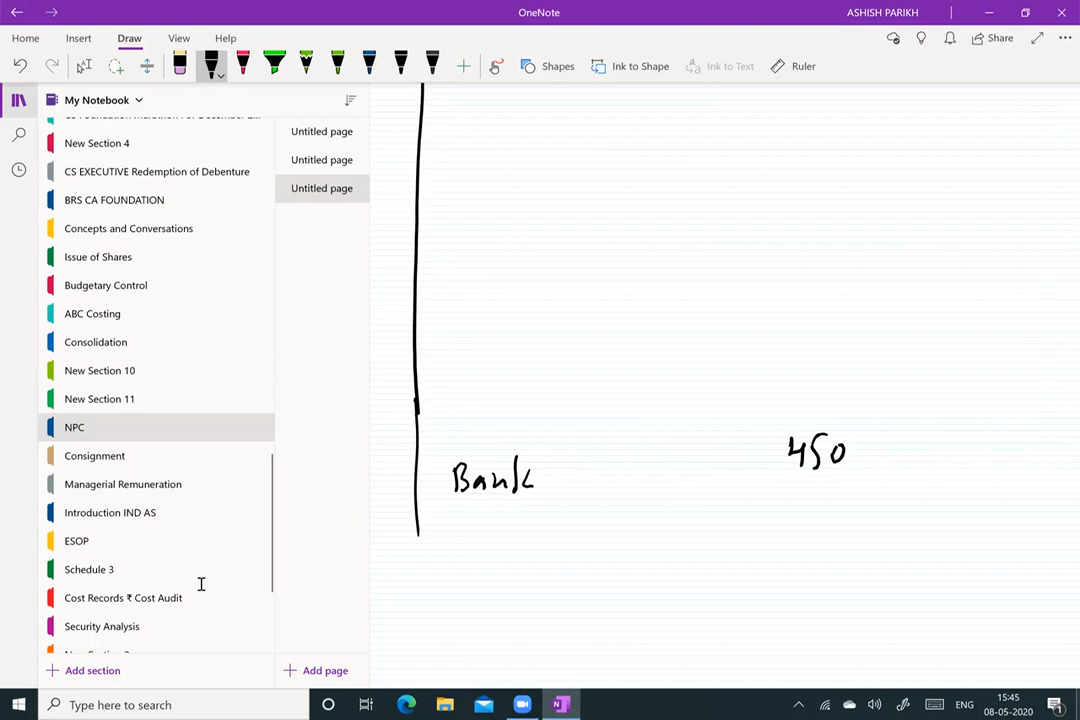 OneNote
ASHISH PARIKH
Home Insert Draw View Help
Share
Shapes Ink to Shape Ink to Text Ruler
My Notebook
New Section 4
CS EXECUTIVE Redemption of Debenture
BRS CA FOUNDATION
Concepts and Conversations
Issue of Shares
Budgetary Control
ABC Costing
Consolidation
New Section 10
New Section 11
NPC
Consignment
Managerial Remuneration
Introduction IND AS
ESOP
Schedule 3
Cost Records ₹ Cost Audit
Security Analysis
Add section
Untitled page
Untitled page
Untitled page
Add page
Bank 450
Type here to search
ENG
15:45
08-05-2020